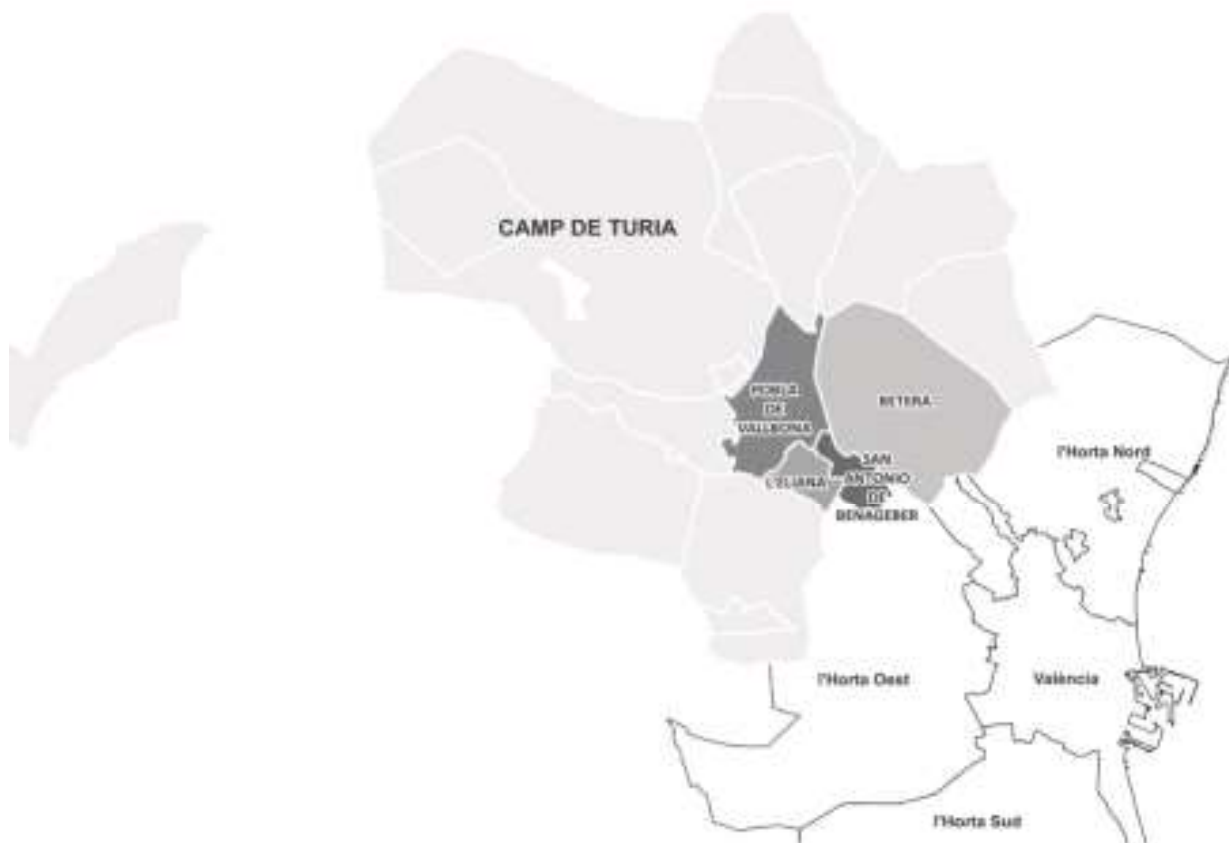 CAMP DE TURIA
POBLA
DE
VALLBONA
BETERA
L'ELIANA
SAN
ANTONIO
DE
BENAGEBER
l'Horta Nord
l'Horta Oest
València
l'Horta Sud